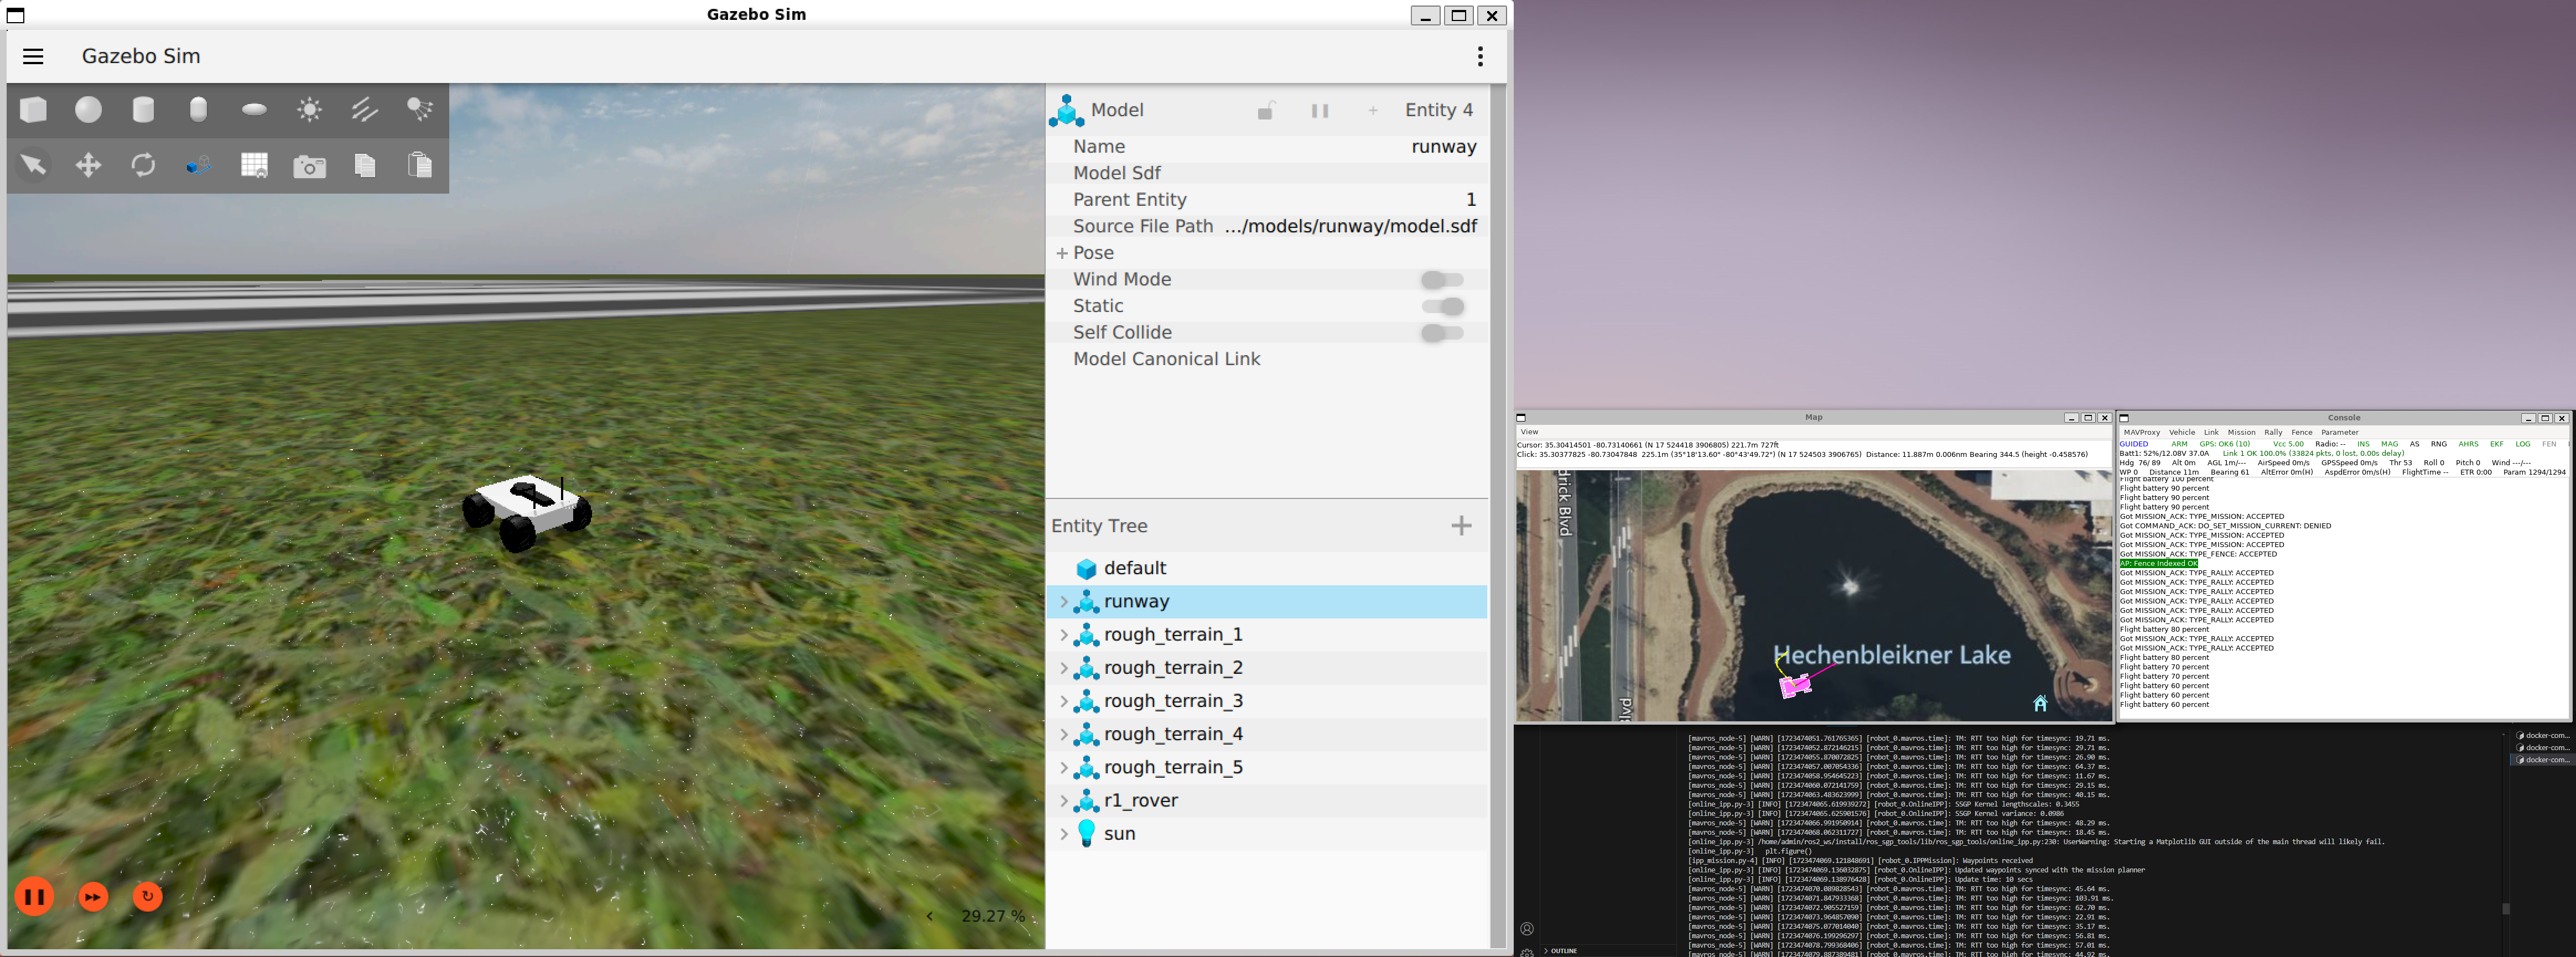 Gazebo Sim
Gazebo Sim
Model
Entity 4
Name runway
Model Sdf
Parent Entity 1
Source File Path .../models/runway/model.sdf
Pose
Wind Mode
Static
Self Collide
Model Canonical Link
Entity Tree
default
runway
rough_terrain_1
rough_terrain_2
rough_terrain_3
rough_terrain_4
rough_terrain_5
r1_rover
sun
29.27 %
Map
View
Cursor: 35.30414501 -80.73140661 (N 17 524418 3906805) 221.7m 727ft
Click: 35.30377825 -80.73047848 225.1m (35°18'13.60" -80°43'49.72") (N 17 524503 3906765) Distance: 11.887m 0.006nm Bearing 344.5 (height -0.458576)
drick Blvd
Hechenbleikner Lake
Blvd
Console
MAVProxy Vehicle Link Mission Rally Fence Parameter
GUIDED ARM GPS: OK6 (10) Vcc 5.00 Radio: -- INS MAG AS RNG AHRS EKF LOG FEN
Batt1: 52%/12.08V 37.0A Link 1 OK 100.0% (33824 pkts, 0 lost, 0.00s delay)
Hdg 76/ 89 Alt 0m AGL 1m/--- AirSpeed 0m/s GPSSpeed 0m/s Thr 53 Roll 0 Pitch 0 Wind ---/---
WP 0 Distance 11m Bearing 61 AltError 0m(H) AspdError 0m/s(H) FlightTime -- ETR 0:00 Param 1294/1294
Flight battery 100 percent
Flight battery 90 percent
Flight battery 90 percent
Flight battery 90 percent
Got MISSION_ACK: TYPE_MISSION: ACCEPTED
Got COMMAND_ACK: DO_SET_MISSION_CURRENT: DENIED
Got MISSION_ACK: TYPE_MISSION: ACCEPTED
Got MISSION_ACK: TYPE_MISSION: ACCEPTED
Got MISSION_ACK: TYPE_FENCE: ACCEPTED
AP: Fence Indexed OK
Got MISSION_ACK: TYPE_RALLY: ACCEPTED
Got MISSION_ACK: TYPE_RALLY: ACCEPTED
Got MISSION_ACK: TYPE_RALLY: ACCEPTED
Got MISSION_ACK: TYPE_RALLY: ACCEPTED
Got MISSION_ACK: TYPE_RALLY: ACCEPTED
Got MISSION_ACK: TYPE_RALLY: ACCEPTED
Flight battery 80 percent
Got MISSION_ACK: TYPE_RALLY: ACCEPTED
Got MISSION_ACK: TYPE_RALLY: ACCEPTED
Flight battery 80 percent
Flight battery 70 percent
Flight battery 70 percent
Flight battery 60 percent
Flight battery 60 percent
Flight battery 60 percent
[mavros_node-5] [WARN] [1723474051.761765365] [robot_0.mavros.time]: TM: RTT too high for timesync: 19.71 ms.
[mavros_node-5] [WARN] [1723474052.872146215] [robot_0.mavros.time]: TM: RTT too high for timesync: 29.71 ms.
[mavros_node-5] [WARN] [1723474055.870072825] [robot_0.mavros.time]: TM: RTT too high for timesync: 26.90 ms.
[mavros_node-5] [WARN] [1723474057.007054336] [robot_0.mavros.time]: TM: RTT too high for timesync: 64.37 ms.
[mavros_node-5] [WARN] [1723474058.954645223] [robot_0.mavros.time]: TM: RTT too high for timesync: 11.67 ms.
[mavros_node-5] [WARN] [1723474060.072141759] [robot_0.mavros.time]: TM: RTT too high for timesync: 29.15 ms.
[mavros_node-5] [WARN] [1723474063.483623999] [robot_0.mavros.time]: TM: RTT too high for timesync: 40.15 ms.
[online_ipp.py-3] [INFO] [1723474065.619939272] [robot_0.OnlineIPP]: SSGP Kernel lengthscales: 0.3455
[online_ipp.py-3] [INFO] [1723474065.625901576] [robot_0.OnlineIPP]: SSGP Kernel variance: 0.0986
[mavros_node-5] [WARN] [1723474066.991950914] [robot_0.mavros.time]: TM: RTT too high for timesync: 48.29 ms.
[mavros_node-5] [WARN] [1723474068.062311727] [robot_0.mavros.time]: TM: RTT too high for timesync: 18.45 ms.
[online_ipp.py-3] /home/admin/ros2_ws/install/ros_sgp_tools/lib/ros_sgp_tools/online_ipp.py:230: UserWarning: Starting a Matplotlib GUI outside of the main thread will likely fail.
[online_ipp.py-3] plt.figure()
[ipp_mission.py-4] [INFO] [1723474069.121848691] [robot_0.IPPMission]: Waypoints received
[online_ipp.py-3] [INFO] [1723474069.136032875] [robot_0.OnlineIPP]: Updated waypoints synced with the mission planner
[online_ipp.py-3] [INFO] [1723474069.138976428] [robot_0.OnlineIPP]: Update time: 10 secs
[mavros_node-5] [WARN] [1723474070.089828543] [robot_0.mavros.time]: TM: RTT too high for timesync: 45.64 ms.
[mavros_node-5] [WARN] [1723474071.847933368] [robot_0.mavros.time]: TM: RTT too high for timesync: 103.91 ms.
[mavros_node-5] [WARN] [1723474072.905527159] [robot_0.mavros.time]: TM: RTT too high for timesync: 62.70 ms.
[mavros_node-5] [WARN] [1723474073.964857090] [robot_0.mavros.time]: TM: RTT too high for timesync: 22.91 ms.
[mavros_node-5] [WARN] [1723474075.077014040] [robot_0.mavros.time]: TM: RTT too high for timesync: 35.17 ms.
[mavros_node-5] [WARN] [1723474076.199296297] [robot_0.mavros.time]: TM: RTT too high for timesync: 56.81 ms.
[mavros_node-5] [WARN] [1723474078.799368406] [robot_0.mavros.time]: TM: RTT too high for timesync: 57.01 ms.
[mavros_node-5] [WARN] [1723474079.887389481] [robot_0.mavros.time]: TM: RTT too high for timesync: 44.92 ms.
docker-com...
docker-com...
docker-com...
OUTLINE